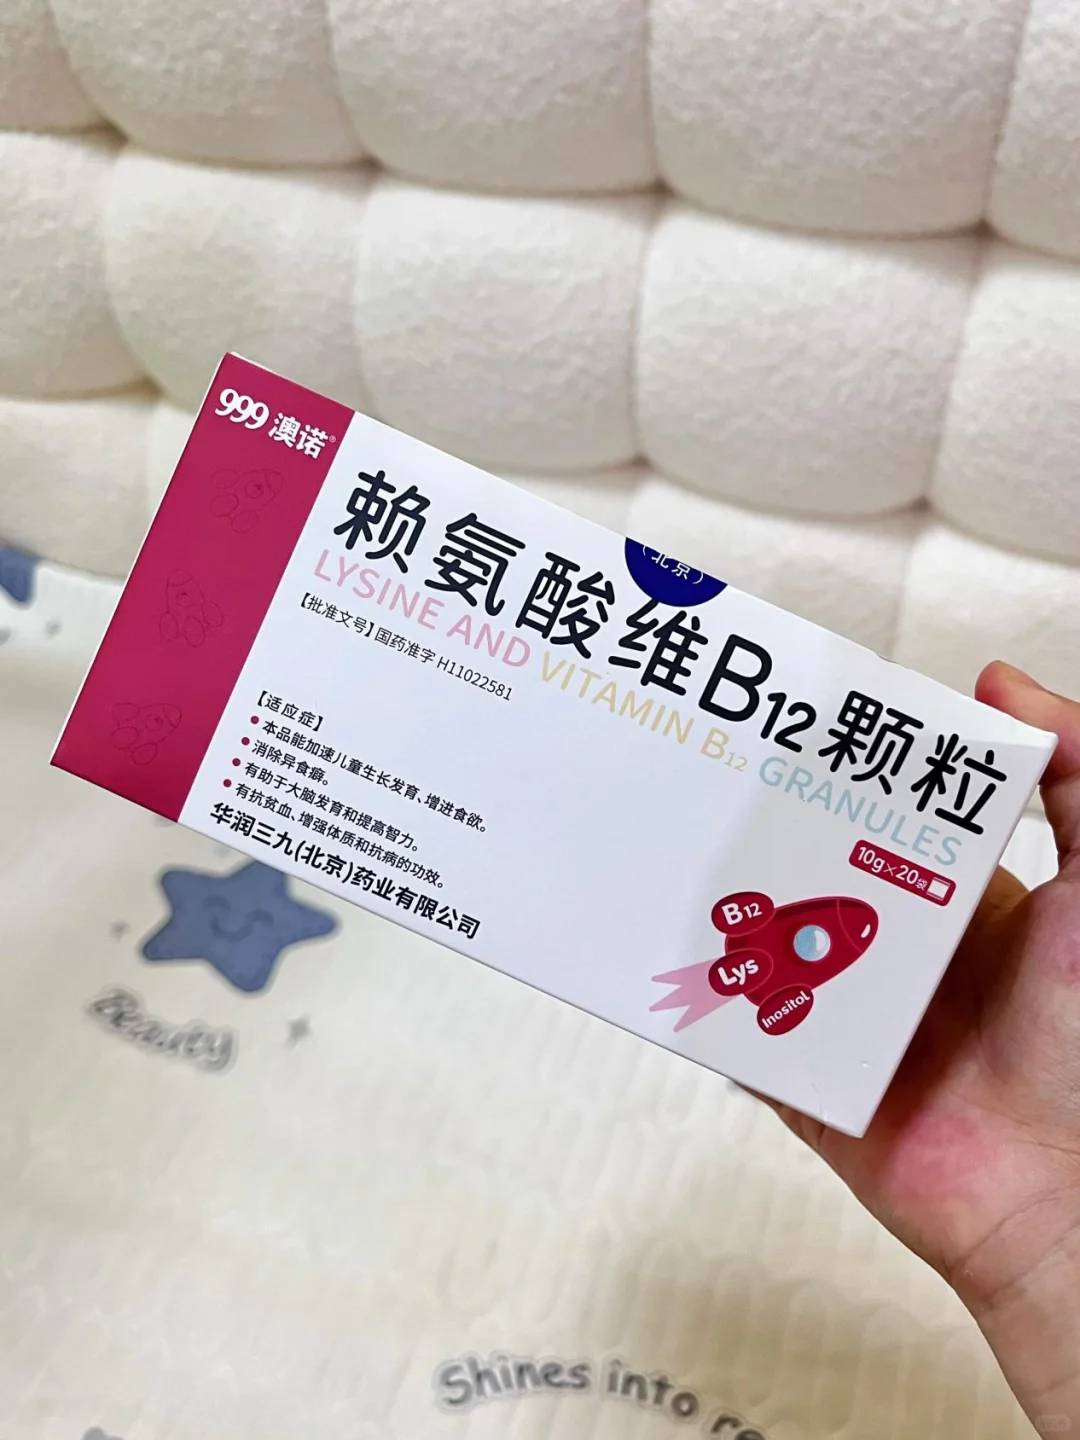 999 澳诺®
(北京)
赖氨酸维B12颗粒
LYSINE AND VITAMIN B12 GRANULES
【批准文号】国药准字 H11022581
10g×20袋
【适应症】
●本品能加速儿童生长发育、增进食欲。
●消除异食癖。
●有助于大脑发育和提高智力。
●有抗贫血、增强体质和抗病的功效。
华润三九(北京)药业有限公司
B12
Lys
Inositol
Beauty
Shines into